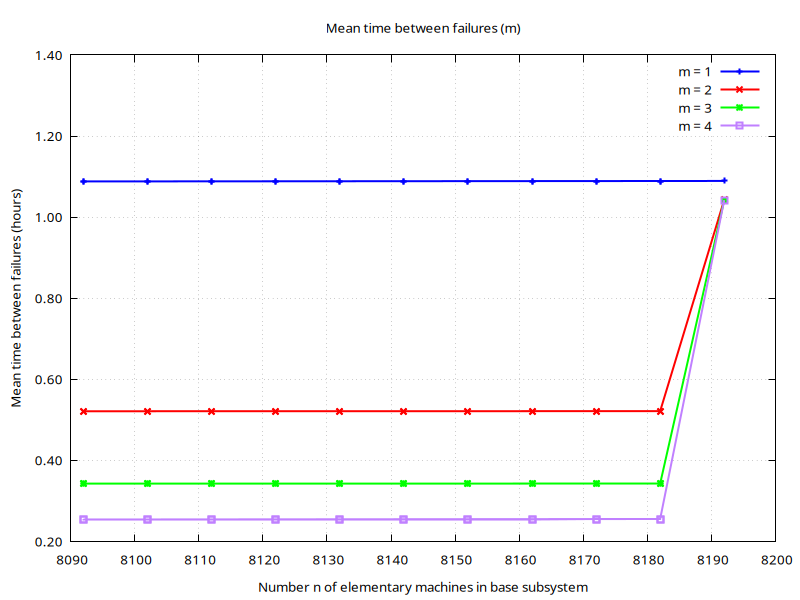 Mean time between failures (m)
1.40
1.20
1.00
0.80
0.60
0.40
0.20
Mean time between failures (hours)
m = 1
m = 2
m = 3
m = 4
8090 8100 8110 8120 8130 8140 8150 8160 8170 8180 8190 8200
Number n of elementary machines in base subsystem